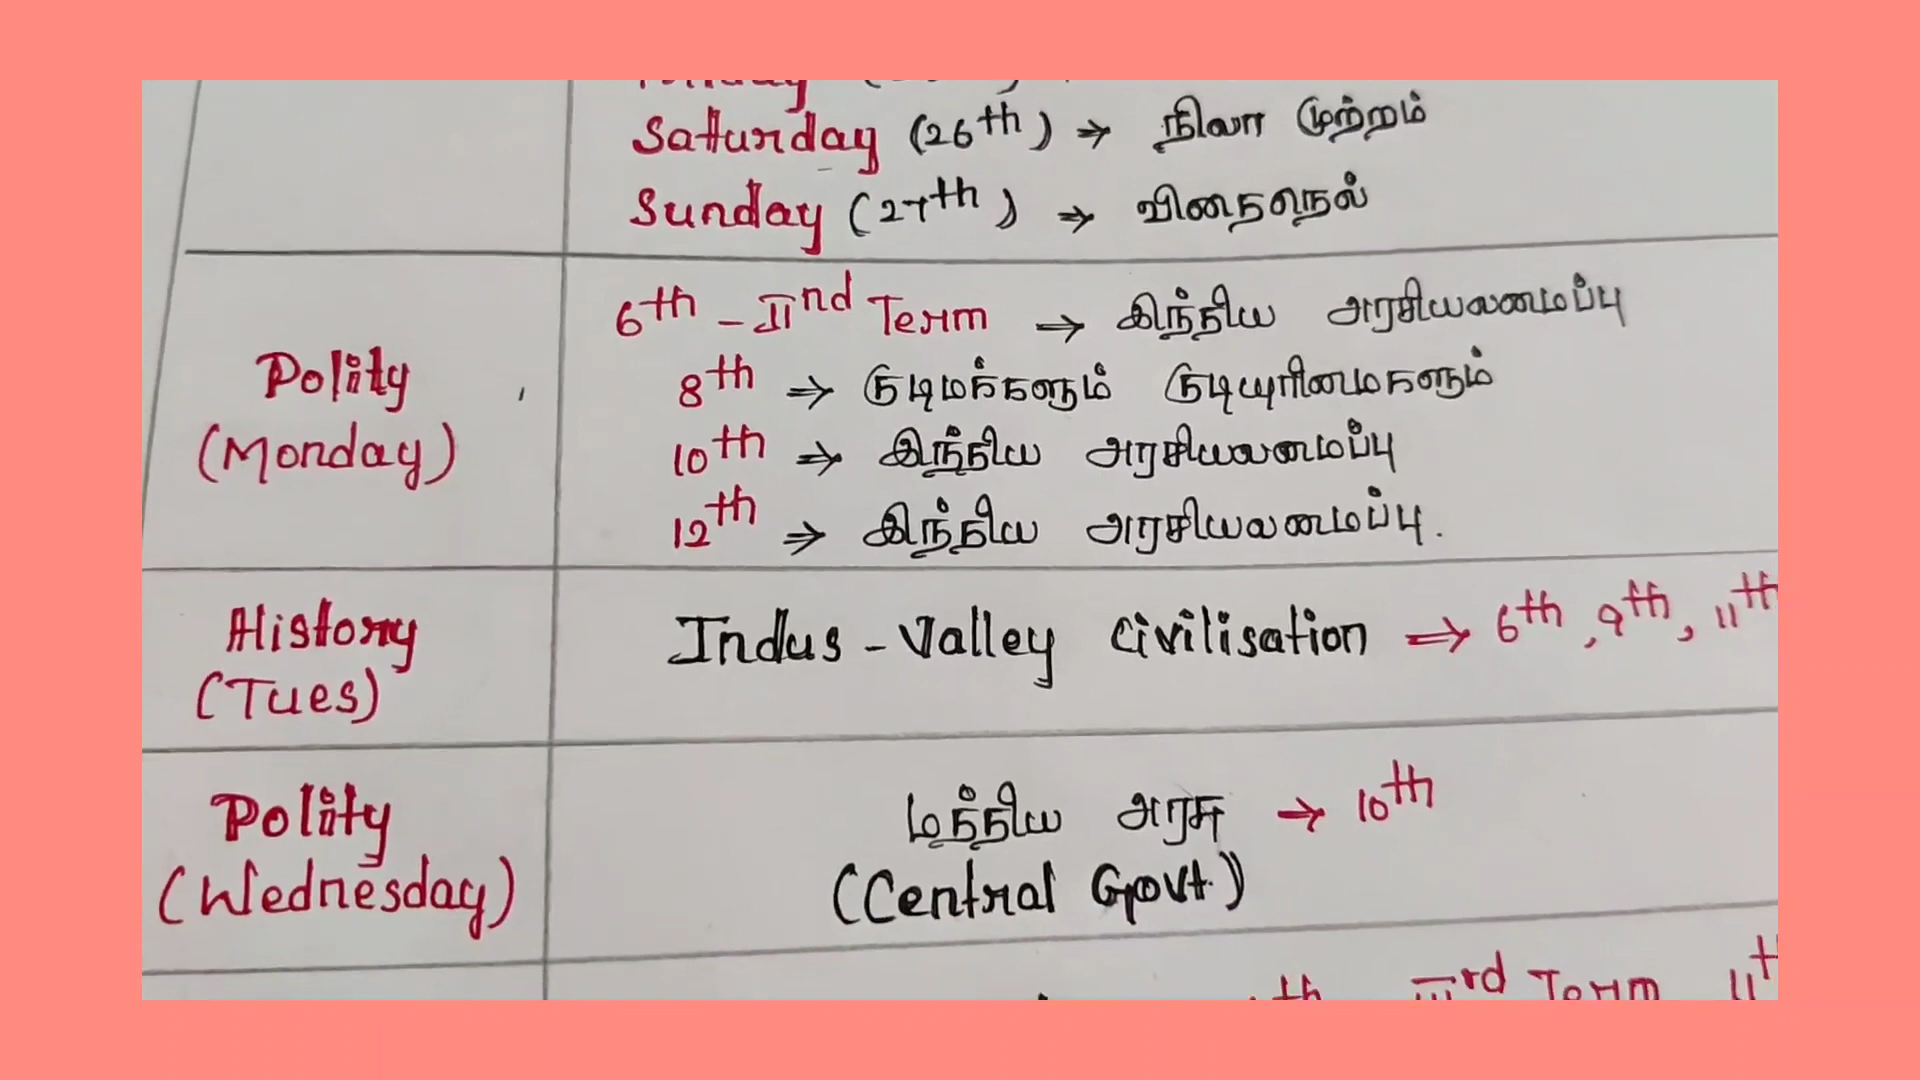 Saturday (26th) → நிலா முற்றம்
Sunday (27th) ⇒ விதைநெல்
6th - IInd Term → இந்திய அரசியலமைப்பு
Polity
(Monday)
8th ⇒ குடிமக்களும் குடியுரிமைகளும்
10th ⇒ இந்திய அரசியலமைப்பு
12th ⇒ இந்திய அரசியலமைப்பு.
History
(Tues)
Indus-Valley Civilisation ⇒ 6th, 9th, 11th
Polity
(Wednesday)
மத்திய அரசு → 10th
(Central Govt.)
IIIrd Term